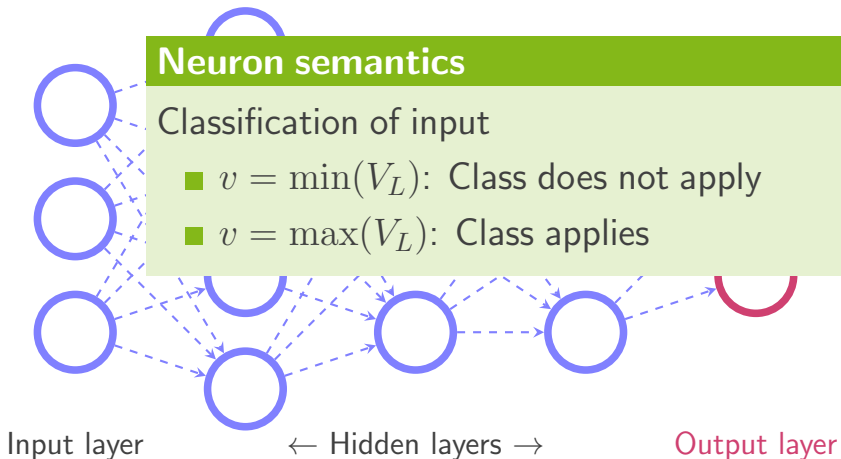 Neuron semantics
Classification of input
v = min(V_L): Class does not apply
v = max(V_L): Class applies
Input layer ← Hidden layers → Output layer